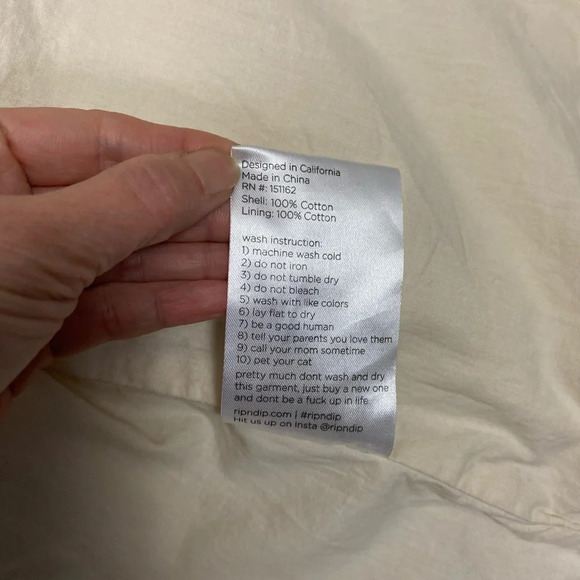 Designed in California
Made in China
RN #: 151162
Shell: 100% Cotton
Lining: 100% Cotton
wash instruction:
1) machine wash cold
2) do not iron
3) do not tumble dry
4) do not bleach
5) wash with like colors
6) lay flat to dry
7) be a good human
8) tell your parents you love them
9) call your mom sometime
10) pet your cat
pretty much dont wash and dry
this garment, just buy a new one
and dont be a fuck up in life
ripndip.com | #ripndip
Hit us up on Insta @ripndip